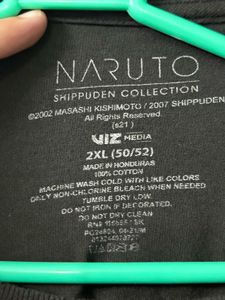 NARUTO
SHIPPUDEN COLLECTION
©2002 MASASHI KISHIMOTO / 2007 SHIPPUDEN
All Rights Reserved
(s21)
VIZ MEDIA
2XL (50/52)
MADE IN HONDURAS
100% COTTON
MACHINE WASH COLD WITH LIKE COLORS
ONLY NON-CHLORINE BLEACH WHEN NEEDED
TUMBLE DRY LOW.
DO NOT IRON IF DECORATED.
DO NOT DRY CLEAN